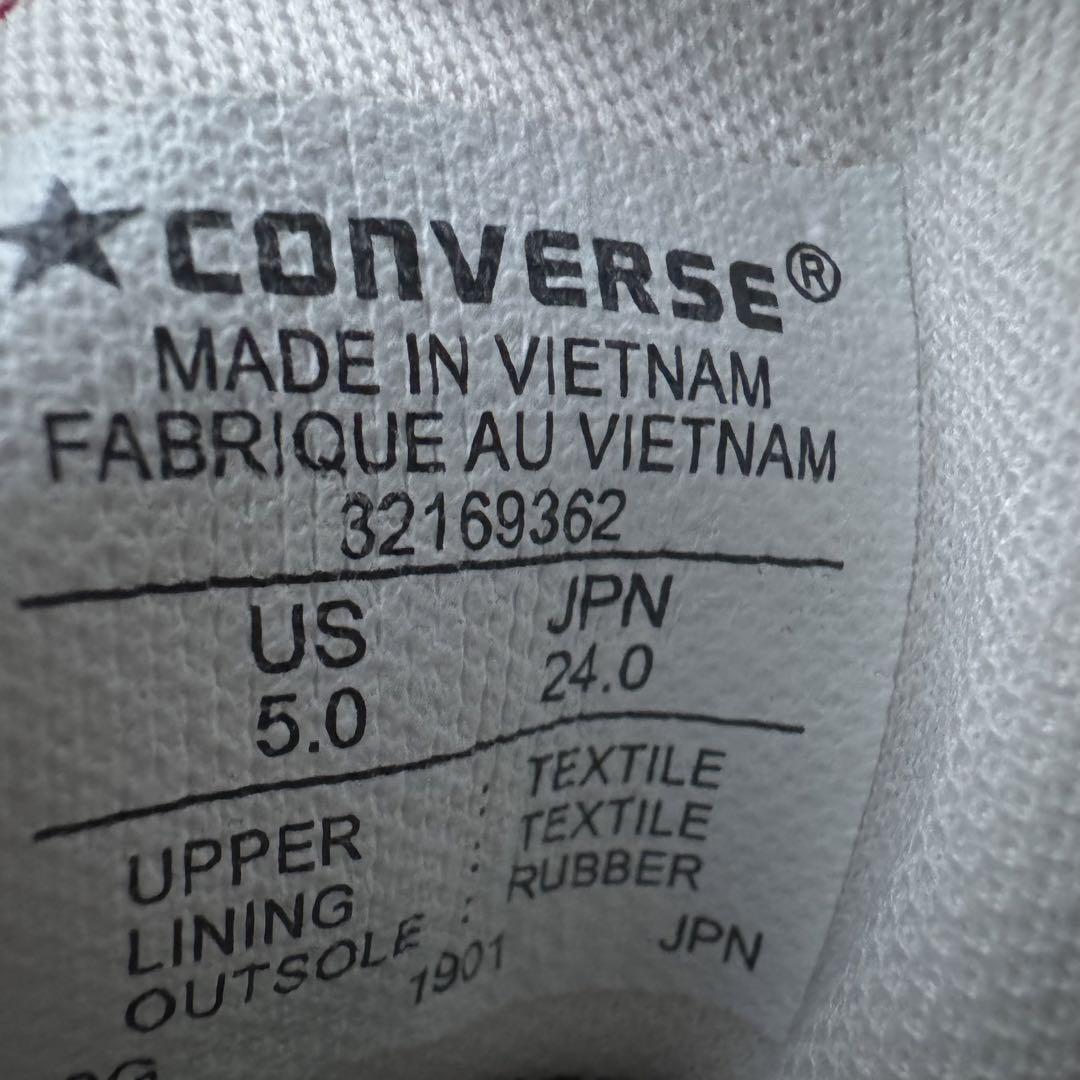 CONVERSE®
MADE IN VIETNAM
FABRIQUE AU VIETNAM
32169362
US JPN
5.0 24.0
UPPER : TEXTILE
LINING : TEXTILE
OUTSOLE : RUBBER
1901 JPN